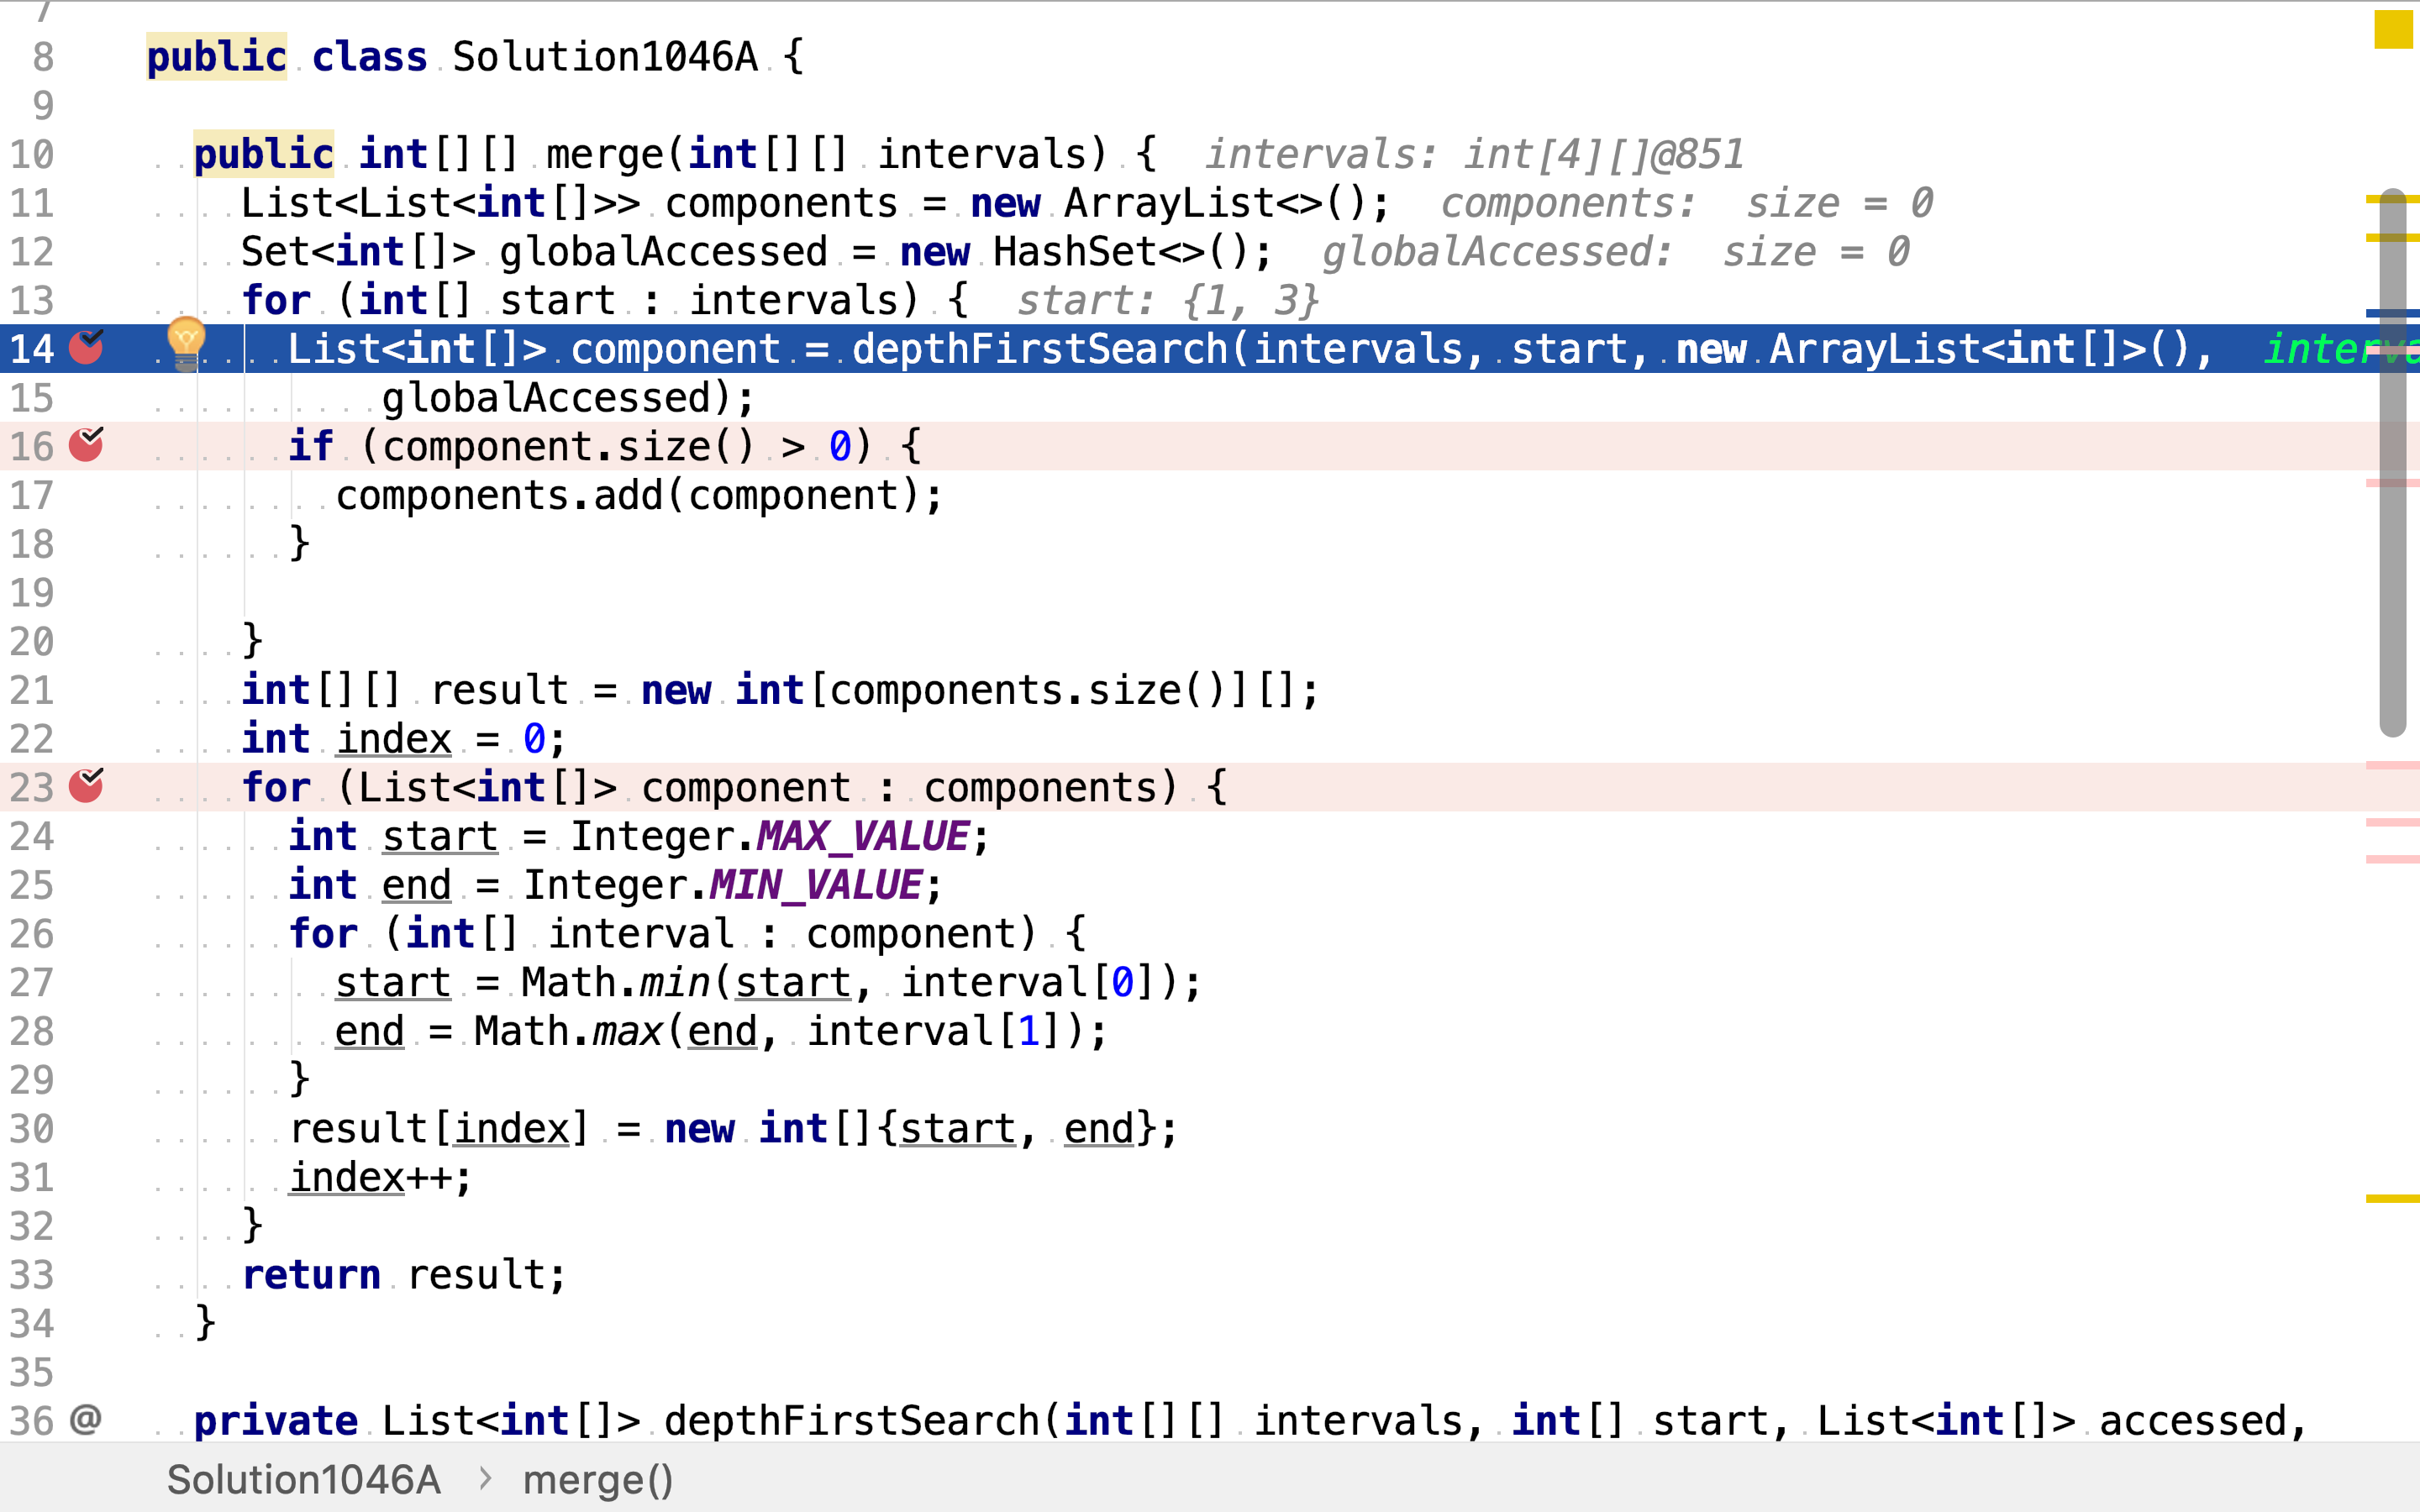 7
8 public class Solution1046A {
9
10   public int[][] merge(int[][] intervals) {  intervals: int[4][]@851
11     List<List<int[]>> components = new ArrayList<>();  components:  size = 0
12     Set<int[]> globalAccessed = new HashSet<>();  globalAccessed:  size = 0
13     for (int[] start : intervals) {  start: {1, 3}
14       List<int[]> component = depthFirstSearch(intervals, start, new ArrayList<int[]>(),  interva
15           globalAccessed);
16       if (component.size() > 0) {
17         components.add(component);
18       }
19
20     }
21     int[][] result = new int[components.size()][];
22     int index = 0;
23     for (List<int[]> component : components) {
24       int start = Integer.MAX_VALUE;
25       int end = Integer.MIN_VALUE;
26       for (int[] interval : component) {
27         start = Math.min(start, interval[0]);
28         end = Math.max(end, interval[1]);
29       }
30       result[index] = new int[]{start, end};
31       index++;
32     }
33     return result;
34   }
35
36 @   private List<int[]> depthFirstSearch(int[][] intervals, int[] start, List<int[]> accessed,
Solution1046A > merge()